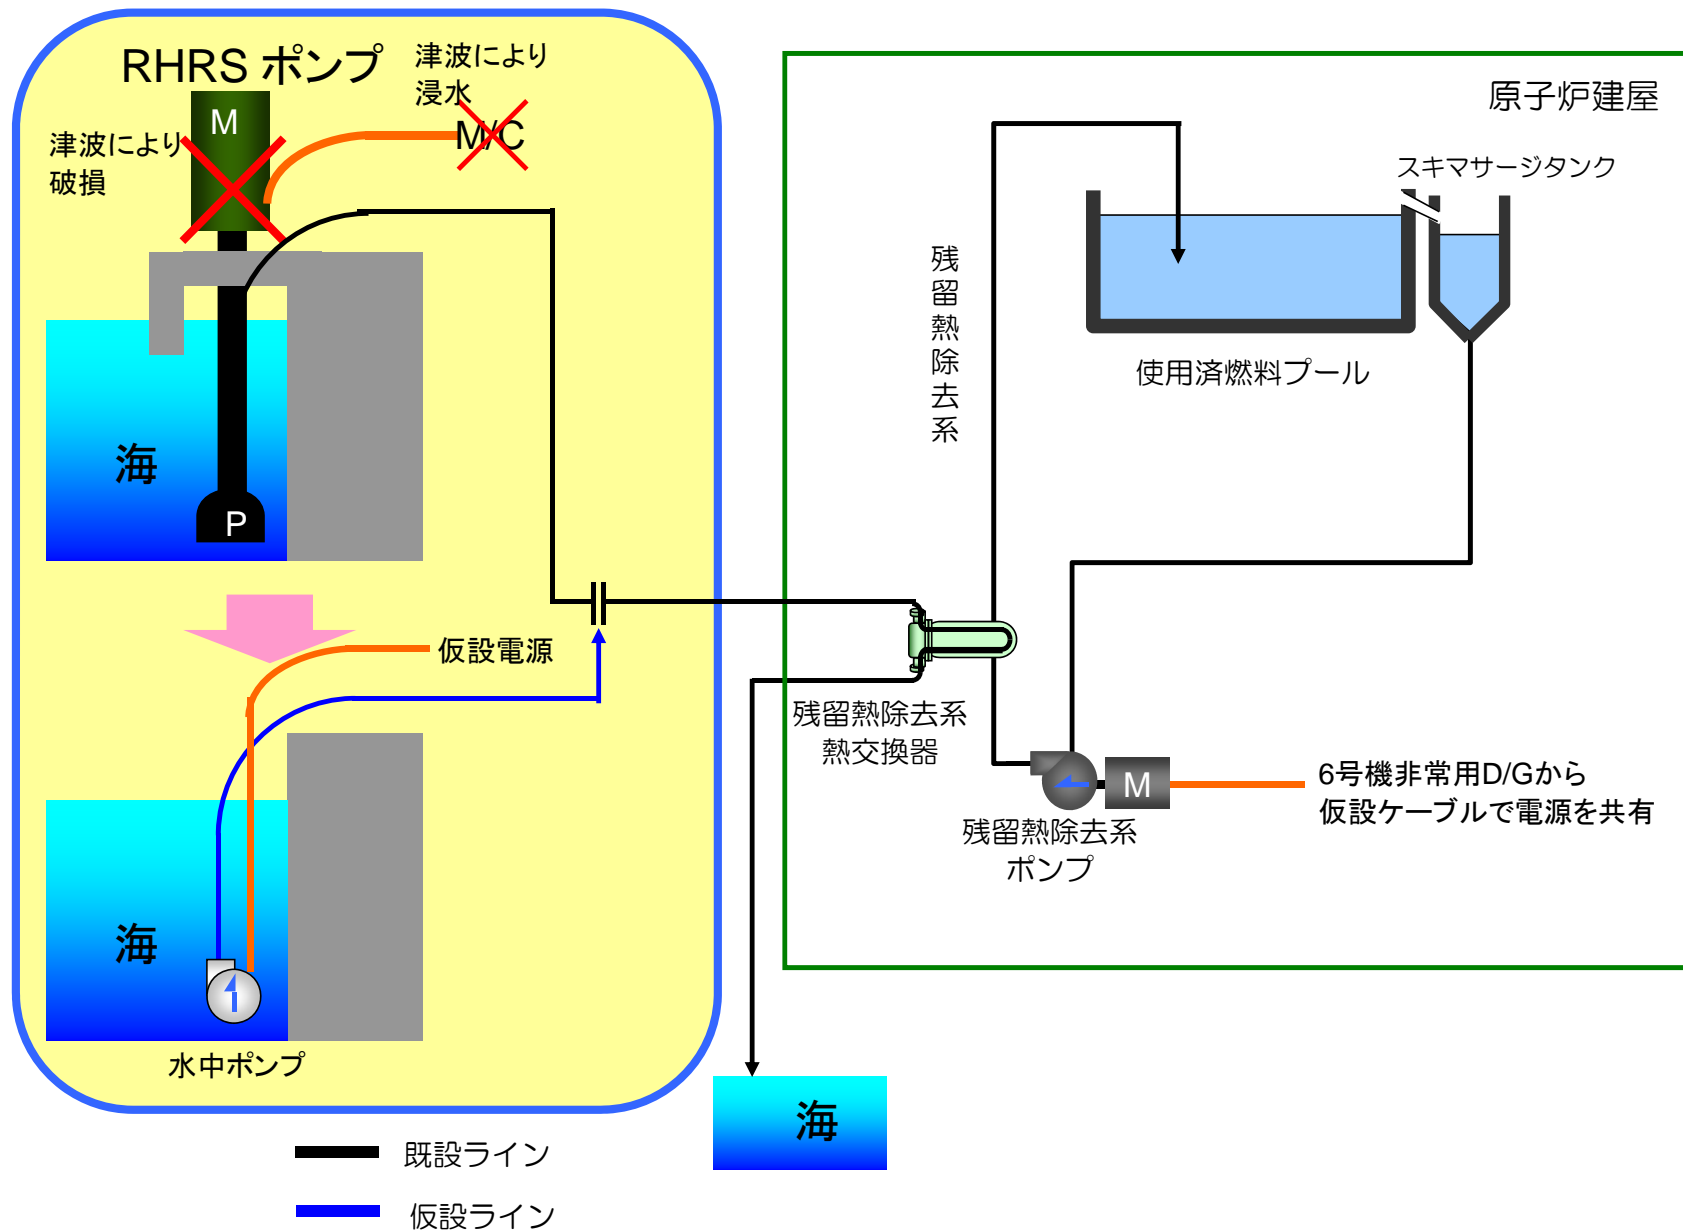 RHRS ポンプ
津波により
浸水
M
M/C
津波により
破損
海
P
仮設電源
海
水中ポンプ
既設ライン
仮設ライン
原子炉建屋
スキマサージタンク
残留熱除去系
使用済燃料プール
残留熱除去系
熱交換器
M
6号機非常用D/Gから
仮設ケーブルで電源を共有
残留熱除去系
ポンプ
海